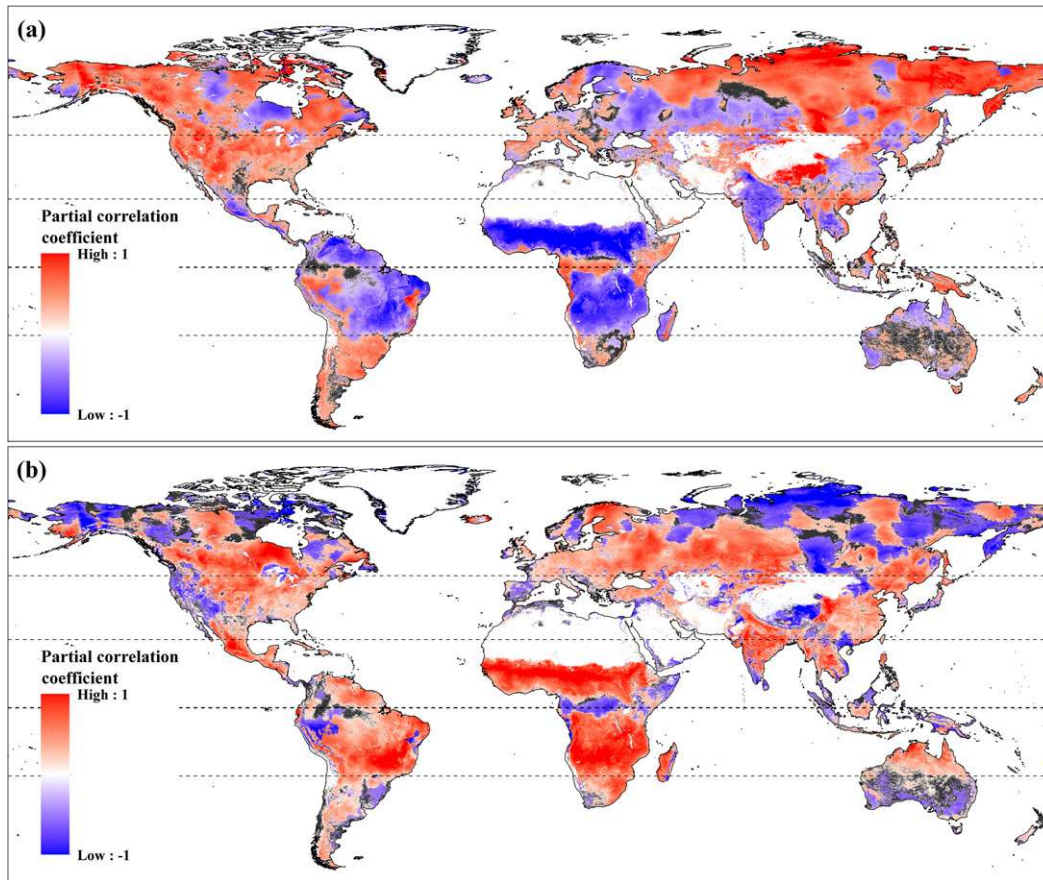 (a)
Partial correlation
coefficient
High : 1
Low : -1
(b)
Partial correlation
coefficient
High : 1
Low : -1